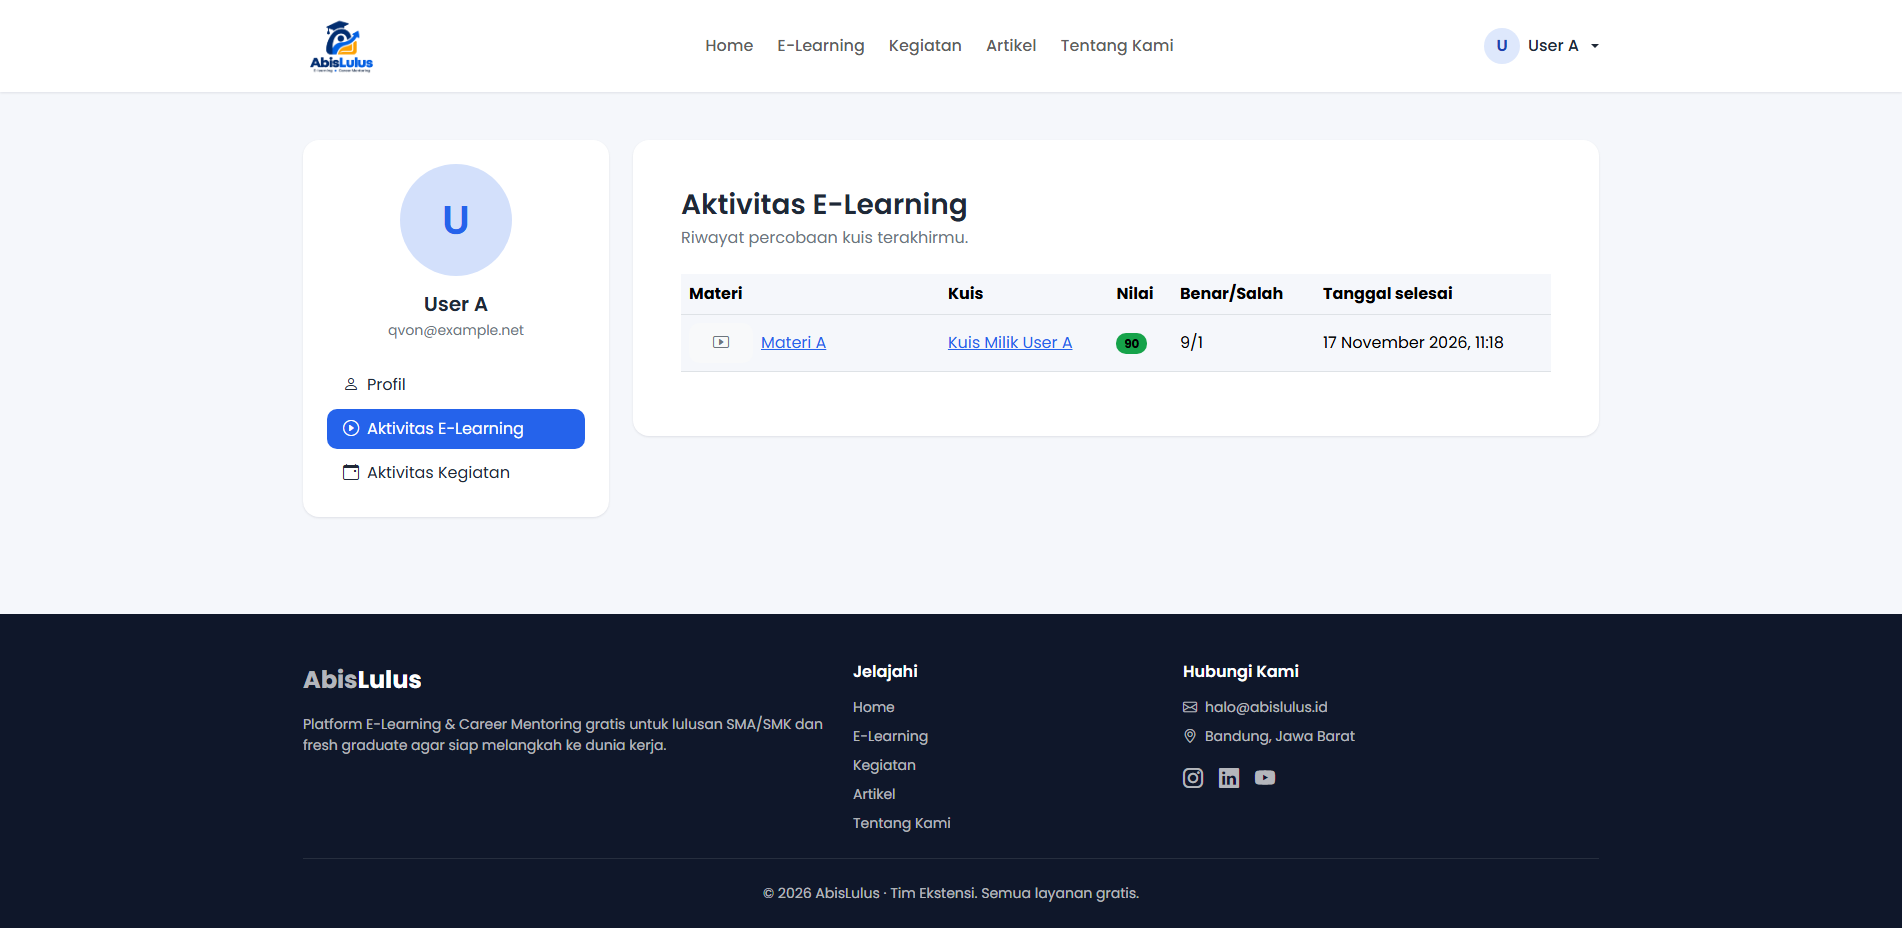 AbisLulus
Home
E-Learning
Kegiatan
Artikel
Tentang Kami
U
User A
U
User A
qvon@example.net
Profil
Aktivitas E-Learning
Aktivitas Kegiatan
Aktivitas E-Learning
Riwayat percobaan kuis terakhirmu.
Materi Kuis Nilai Benar/Salah Tanggal selesai
Materi A Kuis Milik User A 90 9/1 17 November 2026, 11:18
AbisLulus
Platform E-Learning & Career Mentoring gratis untuk lulusan SMA/SMK dan
fresh graduate agar siap melangkah ke dunia kerja.
Jelajahi
Home
E-Learning
Kegiatan
Artikel
Tentang Kami
Hubungi Kami
halo@abislulus.id
Bandung, Jawa Barat
© 2026 AbisLulus · Tim Ekstensi. Semua layanan gratis.